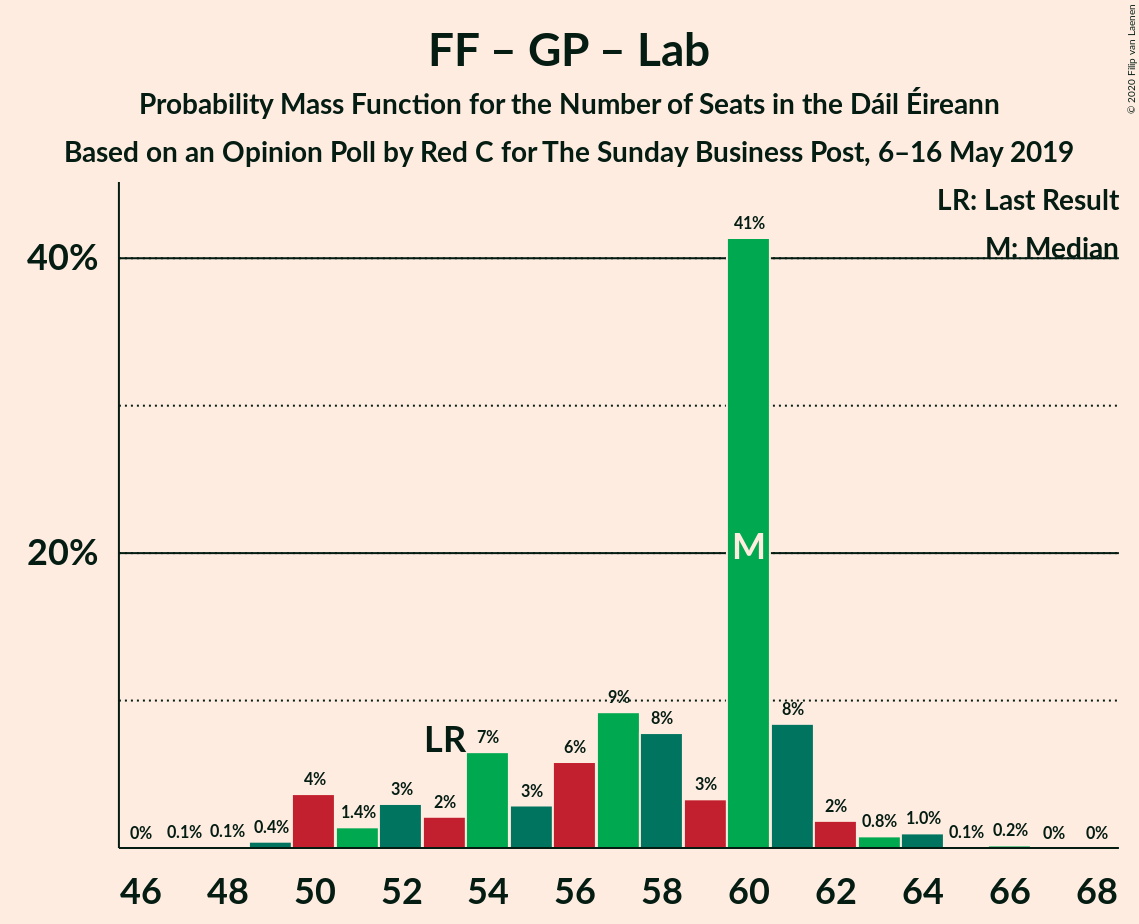 FF – GP – Lab
Probability Mass Function for the Number of Seats in the Dáil Éireann
Based on an Opinion Poll by Red C for The Sunday Business Post, 6–16 May 2019
© 2020 Filip van Laenen
LR: Last Result
M: Median
40%
20%
0%
0.1%
0.1%
0.4%
4%
1.4%
3%
2%
LR
7%
3%
6%
9%
8%
3%
41%
M
8%
2%
0.8%
1.0%
0.1%
0.2%
0%
0%
46 48 50 52 54 56 58 60 62 64 66 68